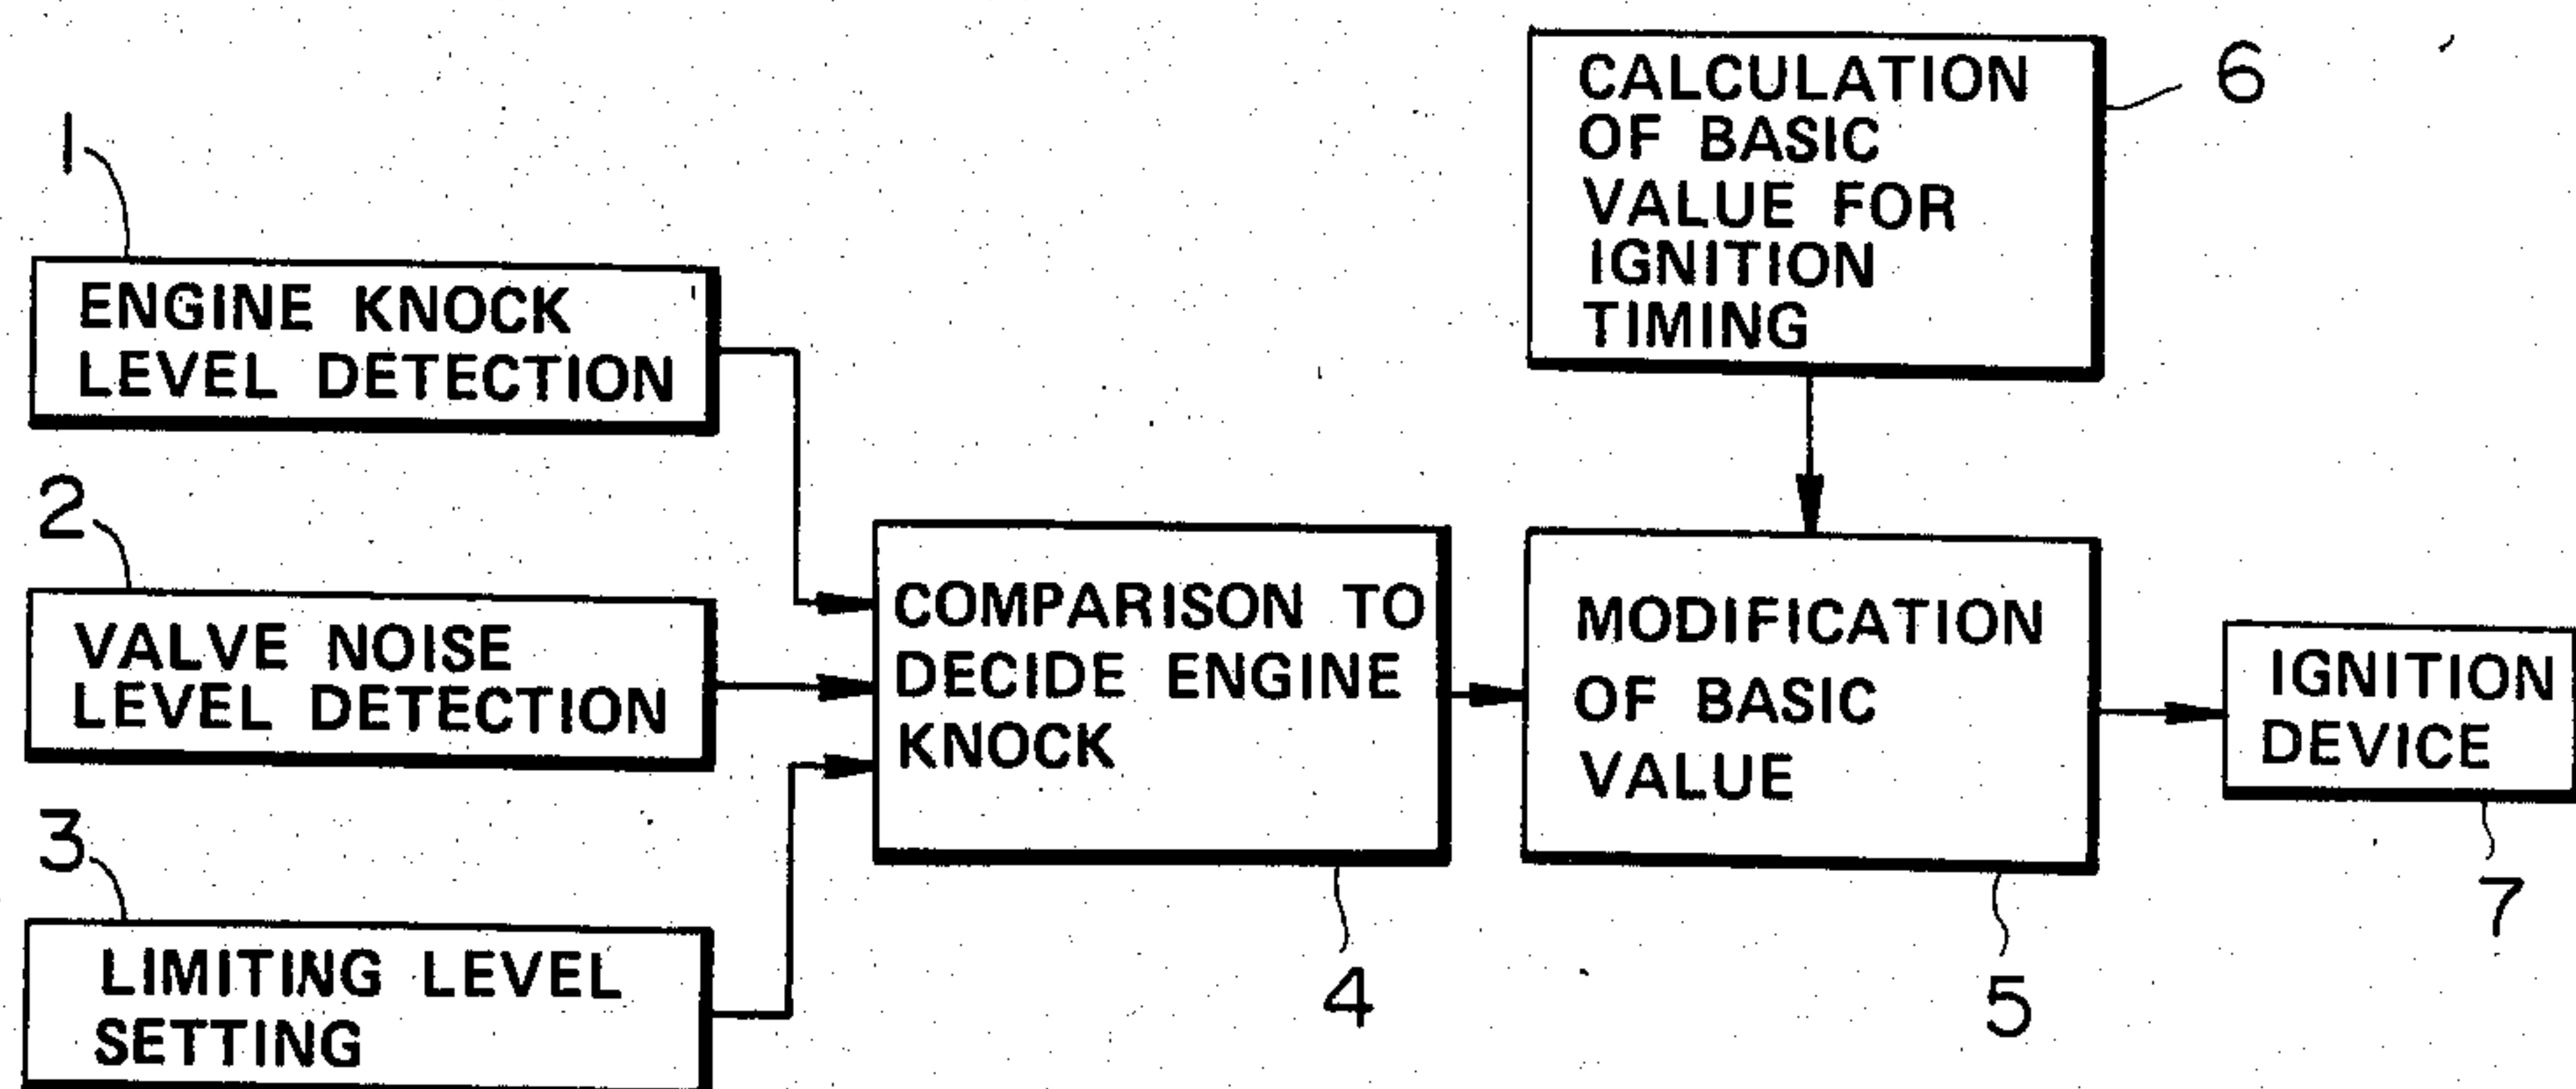 1
ENGINE KNOCK
LEVEL DETECTION
2
VALVE NOISE
LEVEL DETECTION
3
LIMITING LEVEL
SETTING
COMPARISON TO
DECIDE ENGINE
KNOCK
4
CALCULATION
OF BASIC
VALUE FOR
IGNITION
TIMING
6
MODIFICATION
OF BASIC
VALUE
5
IGNITION
DEVICE
7